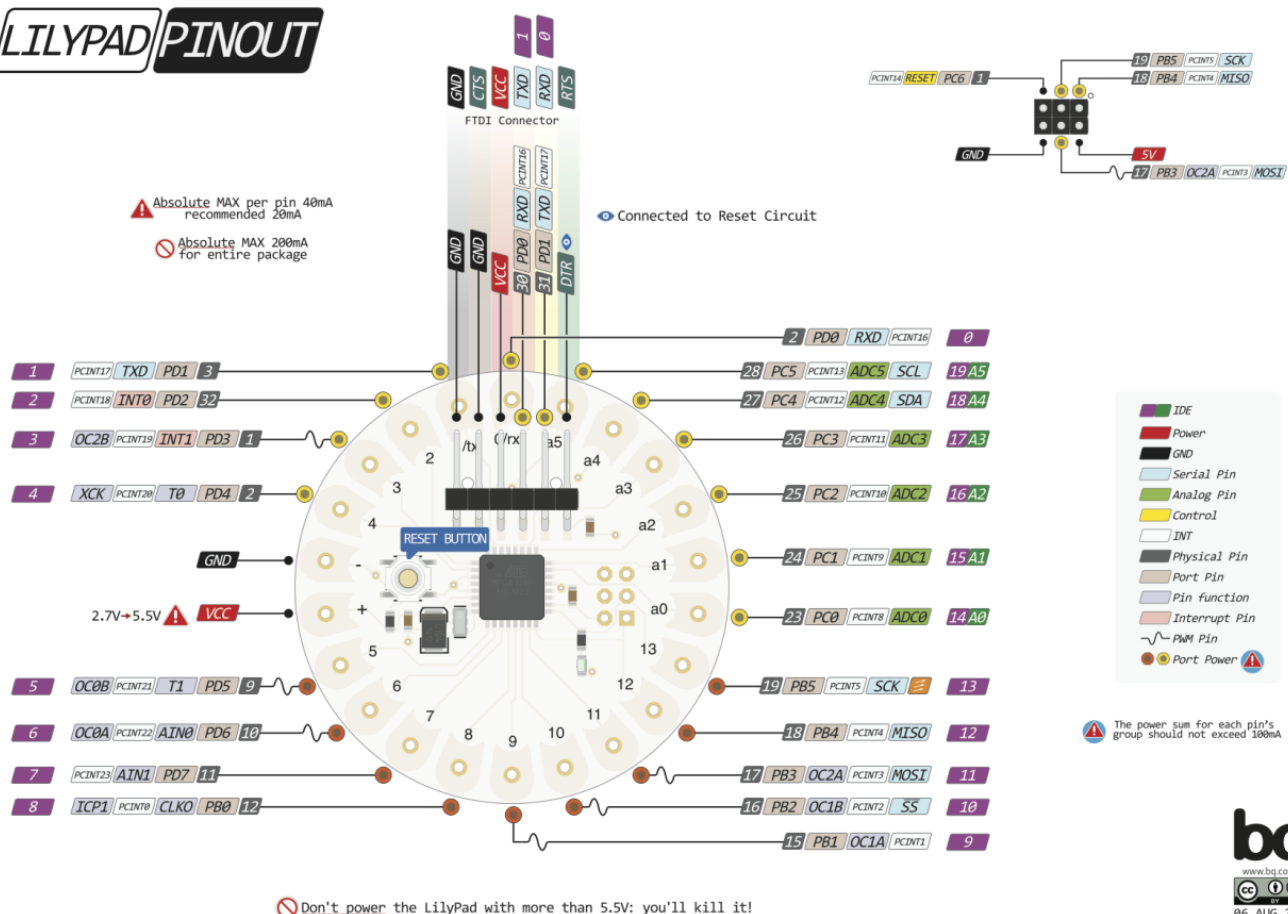 LILYPAD PINOUT
1 0
GND CTS VCC TXD RXD RTS
FTDI Connector
PCINT16 PCINT17
RXD TXD
PD0 PD1
30 31
GND GND VCC DTR
PCINT14 RESET PC6 1
19 PB5 PCINT5 SCK
18 PB4 PCINT4 MISO
GND
5V
17 PB3 OC2A PCINT3 MOSI
Absolute MAX per pin 40mA
recommended 20mA
Absolute MAX 200mA
for entire package
Connected to Reset Circuit
2 PD0 RXD PCINT16 0
1 PCINT17 TXD PD1 3
28 PC5 PCINT13 ADC5 SCL 19 A5
2 PCINT18 INT0 PD2 32
27 PC4 PCINT12 ADC4 SDA 18 A4
3 OC2B PCINT19 INT1 PD3 1
26 PC3 PCINT11 ADC3 17 A3
4 XCK PCINT20 T0 PD4 2
25 PC2 PCINT10 ADC2 16 A2
GND
24 PC1 PCINT9 ADC1 15 A1
2.7V→5.5V VCC
23 PC0 PCINT8 ADC0 14 A0
5 OC0B PCINT21 T1 PD5 9
19 PB5 PCINT5 SCK 13
6 OC0A PCINT22 AIN0 PD6 10
18 PB4 PCINT4 MISO 12
7 PCINT23 AIN1 PD7 11
17 PB3 OC2A PCINT3 MOSI 11
8 ICP1 PCINT0 CLKO PB0 12
16 PB2 OC1B PCINT2 SS 10
15 PB1 OC1A PCINT1 9
/tx 0/rx a5
2 a4
3 a3
4 a2
RESET BUTTON
- a1
+ a0
5 13
6 12
7 11
8 10
9
IDE
Power
GND
Serial Pin
Analog Pin
Control
INT
Physical Pin
Port Pin
Pin function
Interrupt Pin
PWM Pin
Port Power
The power sum for each pin's
group should not exceed 100mA
Don't power the LilyPad with more than 5.5V: you'll kill it!
www.bq.co
cc
BY
06 AUG